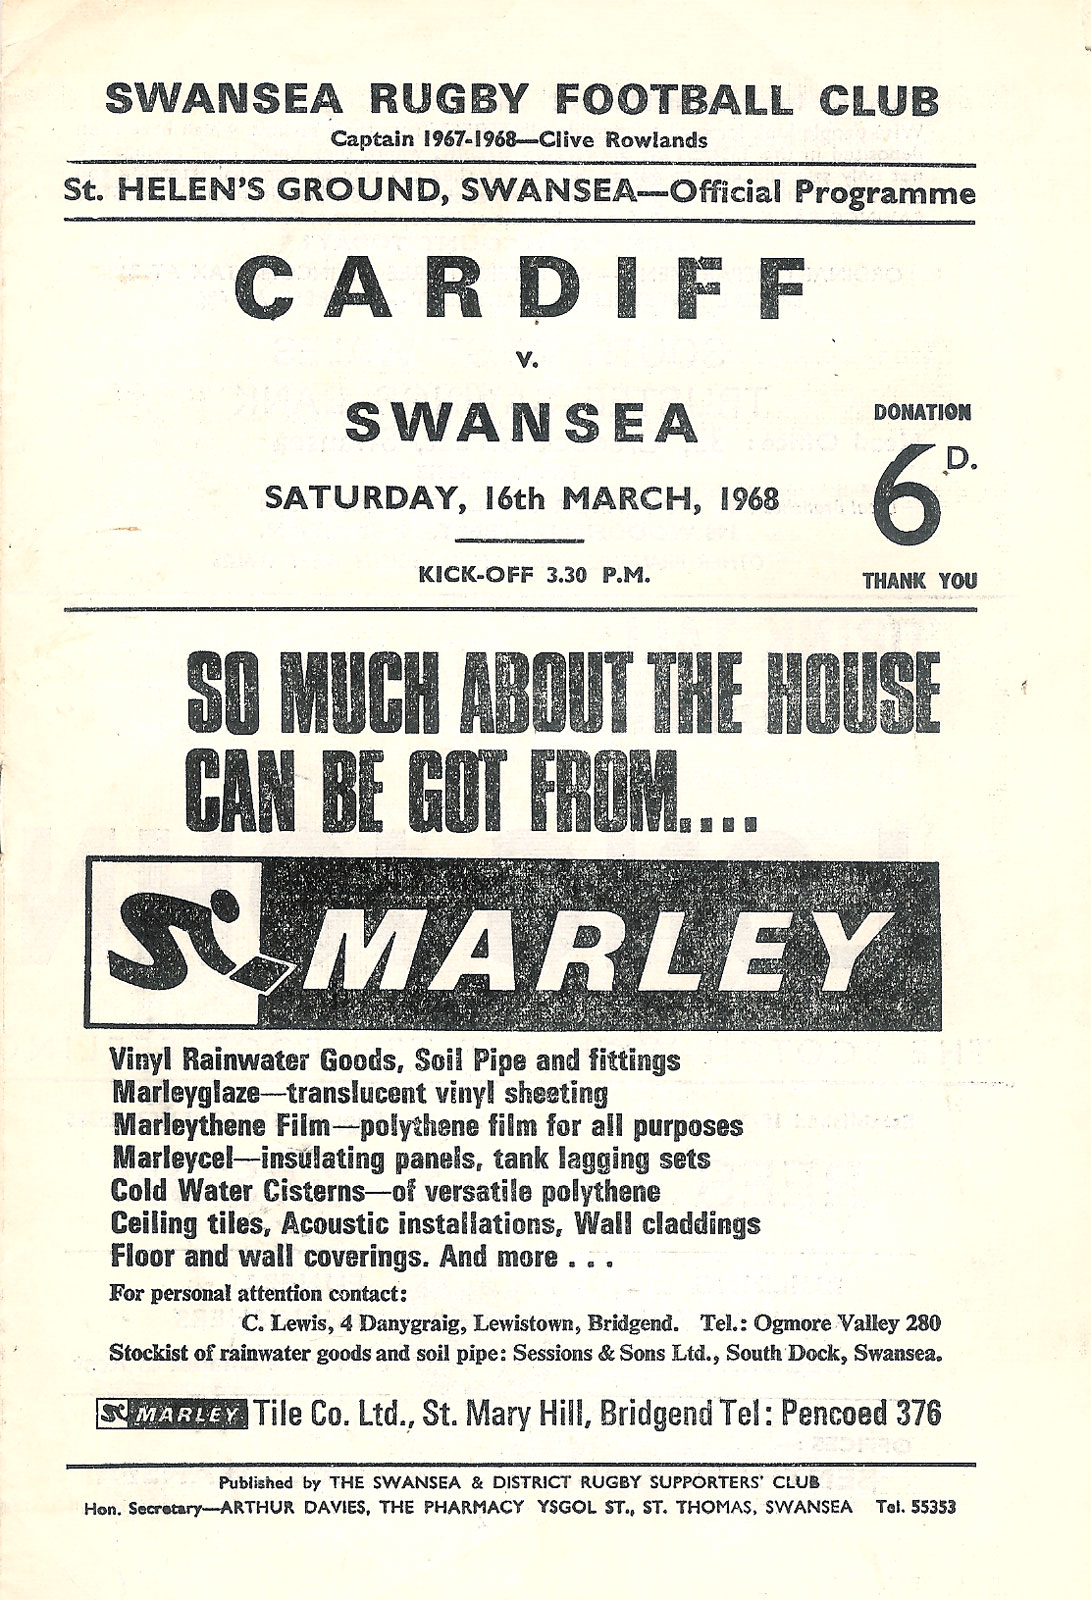 SWANSEA RUGBY FOOTBALL CLUB
Captain 1967-1968—Clive Rowlands
St. HELEN'S GROUND, SWANSEA—Official Programme
CARDIFF
v.
SWANSEA
DONATION
6D.
SATURDAY, 16th MARCH, 1968
KICK-OFF 3.30 P.M.
THANK YOU
SO MUCH ABOUT THE HOUSE
CAN BE GOT FROM....
MARLEY
Vinyl Rainwater Goods, Soil Pipe and fittings
Marleyglaze—translucent vinyl sheeting
Marleythene Film—polythene film for all purposes
Marleycel—insulating panels, tank lagging sets
Cold Water Cisterns—of versatile polythene
Ceiling tiles, Acoustic installations, Wall claddings
Floor and wall coverings. And more . . .
For personal attention contact:
C. Lewis, 4 Danygraig, Lewistown, Bridgend. Tel.: Ogmore Valley 280
Stockist of rainwater goods and soil pipe: Sessions & Sons Ltd., South Dock, Swansea.
MARLEY Tile Co. Ltd., St. Mary Hill, Bridgend Tel: Pencoed 376
Published by THE SWANSEA & DISTRICT RUGBY SUPPORTERS' CLUB
Hon. Secretary—ARTHUR DAVIES, THE PHARMACY YSGOL ST., ST. THOMAS, SWANSEA Tel. 55353